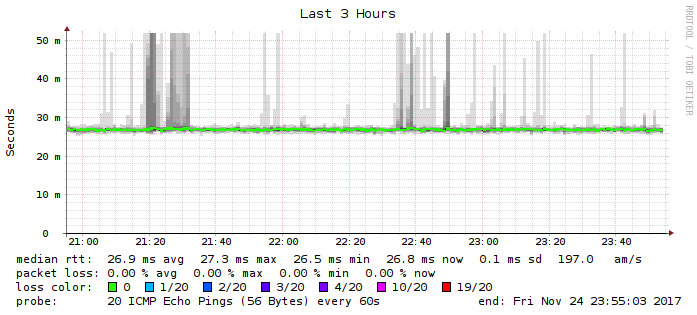 Last 3 Hours
RRDTOOL / TOBI OETIKER
Seconds
50 m
40 m
30 m
20 m
10 m
0
21:00 21:20 21:40 22:00 22:20 22:40 23:00 23:20 23:40
median rtt: 26.9 ms avg 27.3 ms max 26.5 ms min 26.8 ms now 0.1 ms sd 197.0 am/s
packet loss: 0.00 % avg 0.00 % max 0.00 % min 0.00 % now
loss color: 0 1/20 2/20 3/20 4/20 10/20 19/20
probe: 20 ICMP Echo Pings (56 Bytes) every 60s end: Fri Nov 24 23:55:03 2017